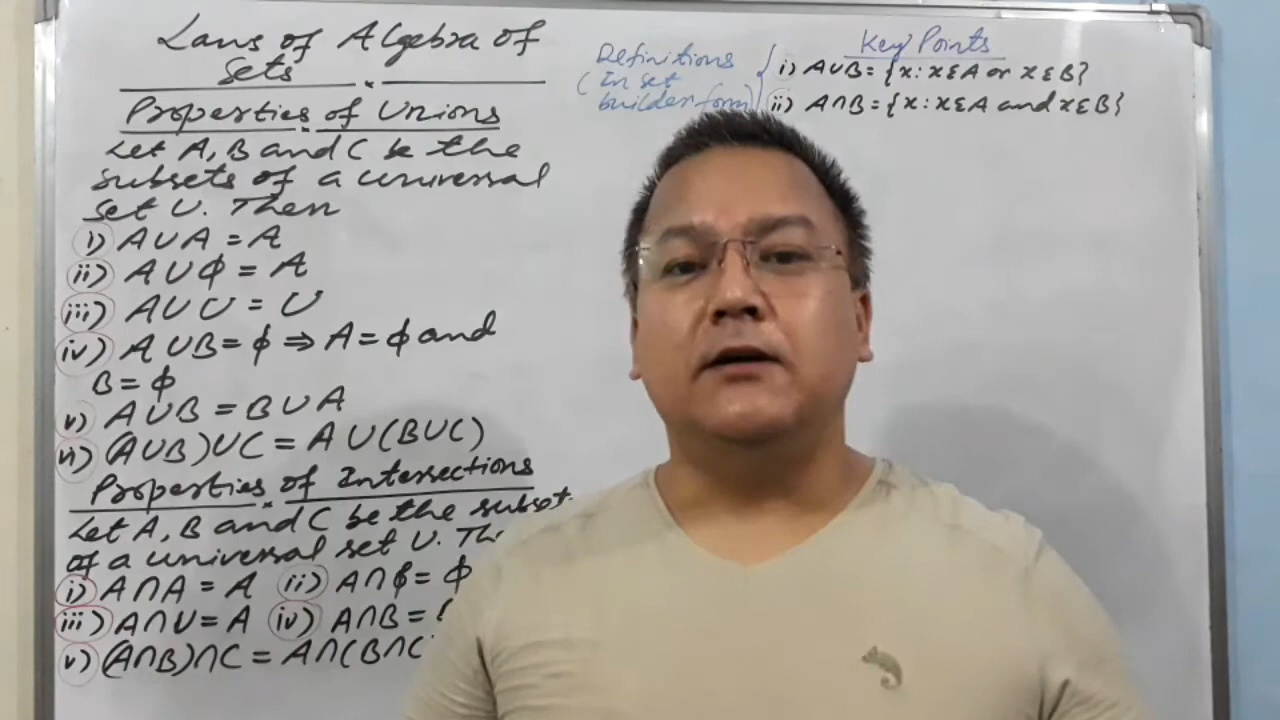 Laws of Algebra of
Sets
Properties of Unions
Let A, B and C be the
subsets of a universal
set U. Then
i) A∪A = A
ii) A∪ϕ = A
iii) A∪U = U
iv) A∪B = ϕ ⇒ A = ϕ and
B = ϕ
v) A∪B = B∪A
vi) (A∪B)∪C = A∪(B∪C)
Properties of Intersections
Let A, B and C be the subset
of a universal set U. Th
i) A∩A = A ii) A∩ϕ = ϕ
iii) A∩U = A iv) A∩B =
v) (A∩B)∩C = A∩(B∩C
Key Points
Definitions
(In set
builder form)
i) A∪B = {x : x ε A or x ε B}
ii) A∩B = {x : x ε A and x ε B}